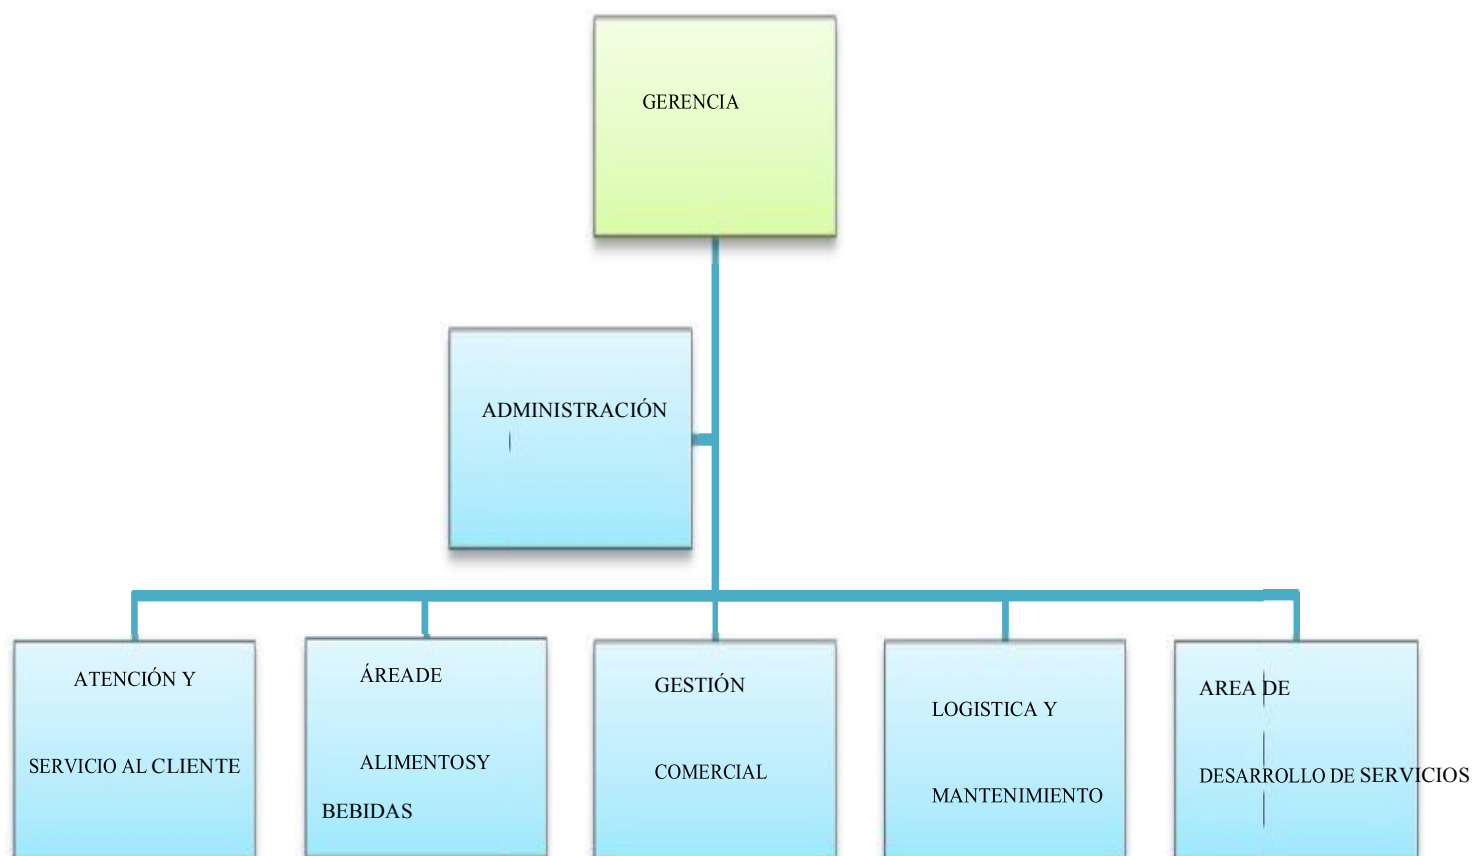 GERENCIA
ADMINISTRACIÓN
ATENCIÓN Y
SERVICIO AL CLIENTE
ÁREADE
ALIMENTOSY
BEBIDAS
GESTIÓN
COMERCIAL
LOGISTICA Y
MANTENIMIENTO
AREA DE
DESARROLLO DE SERVICIOS